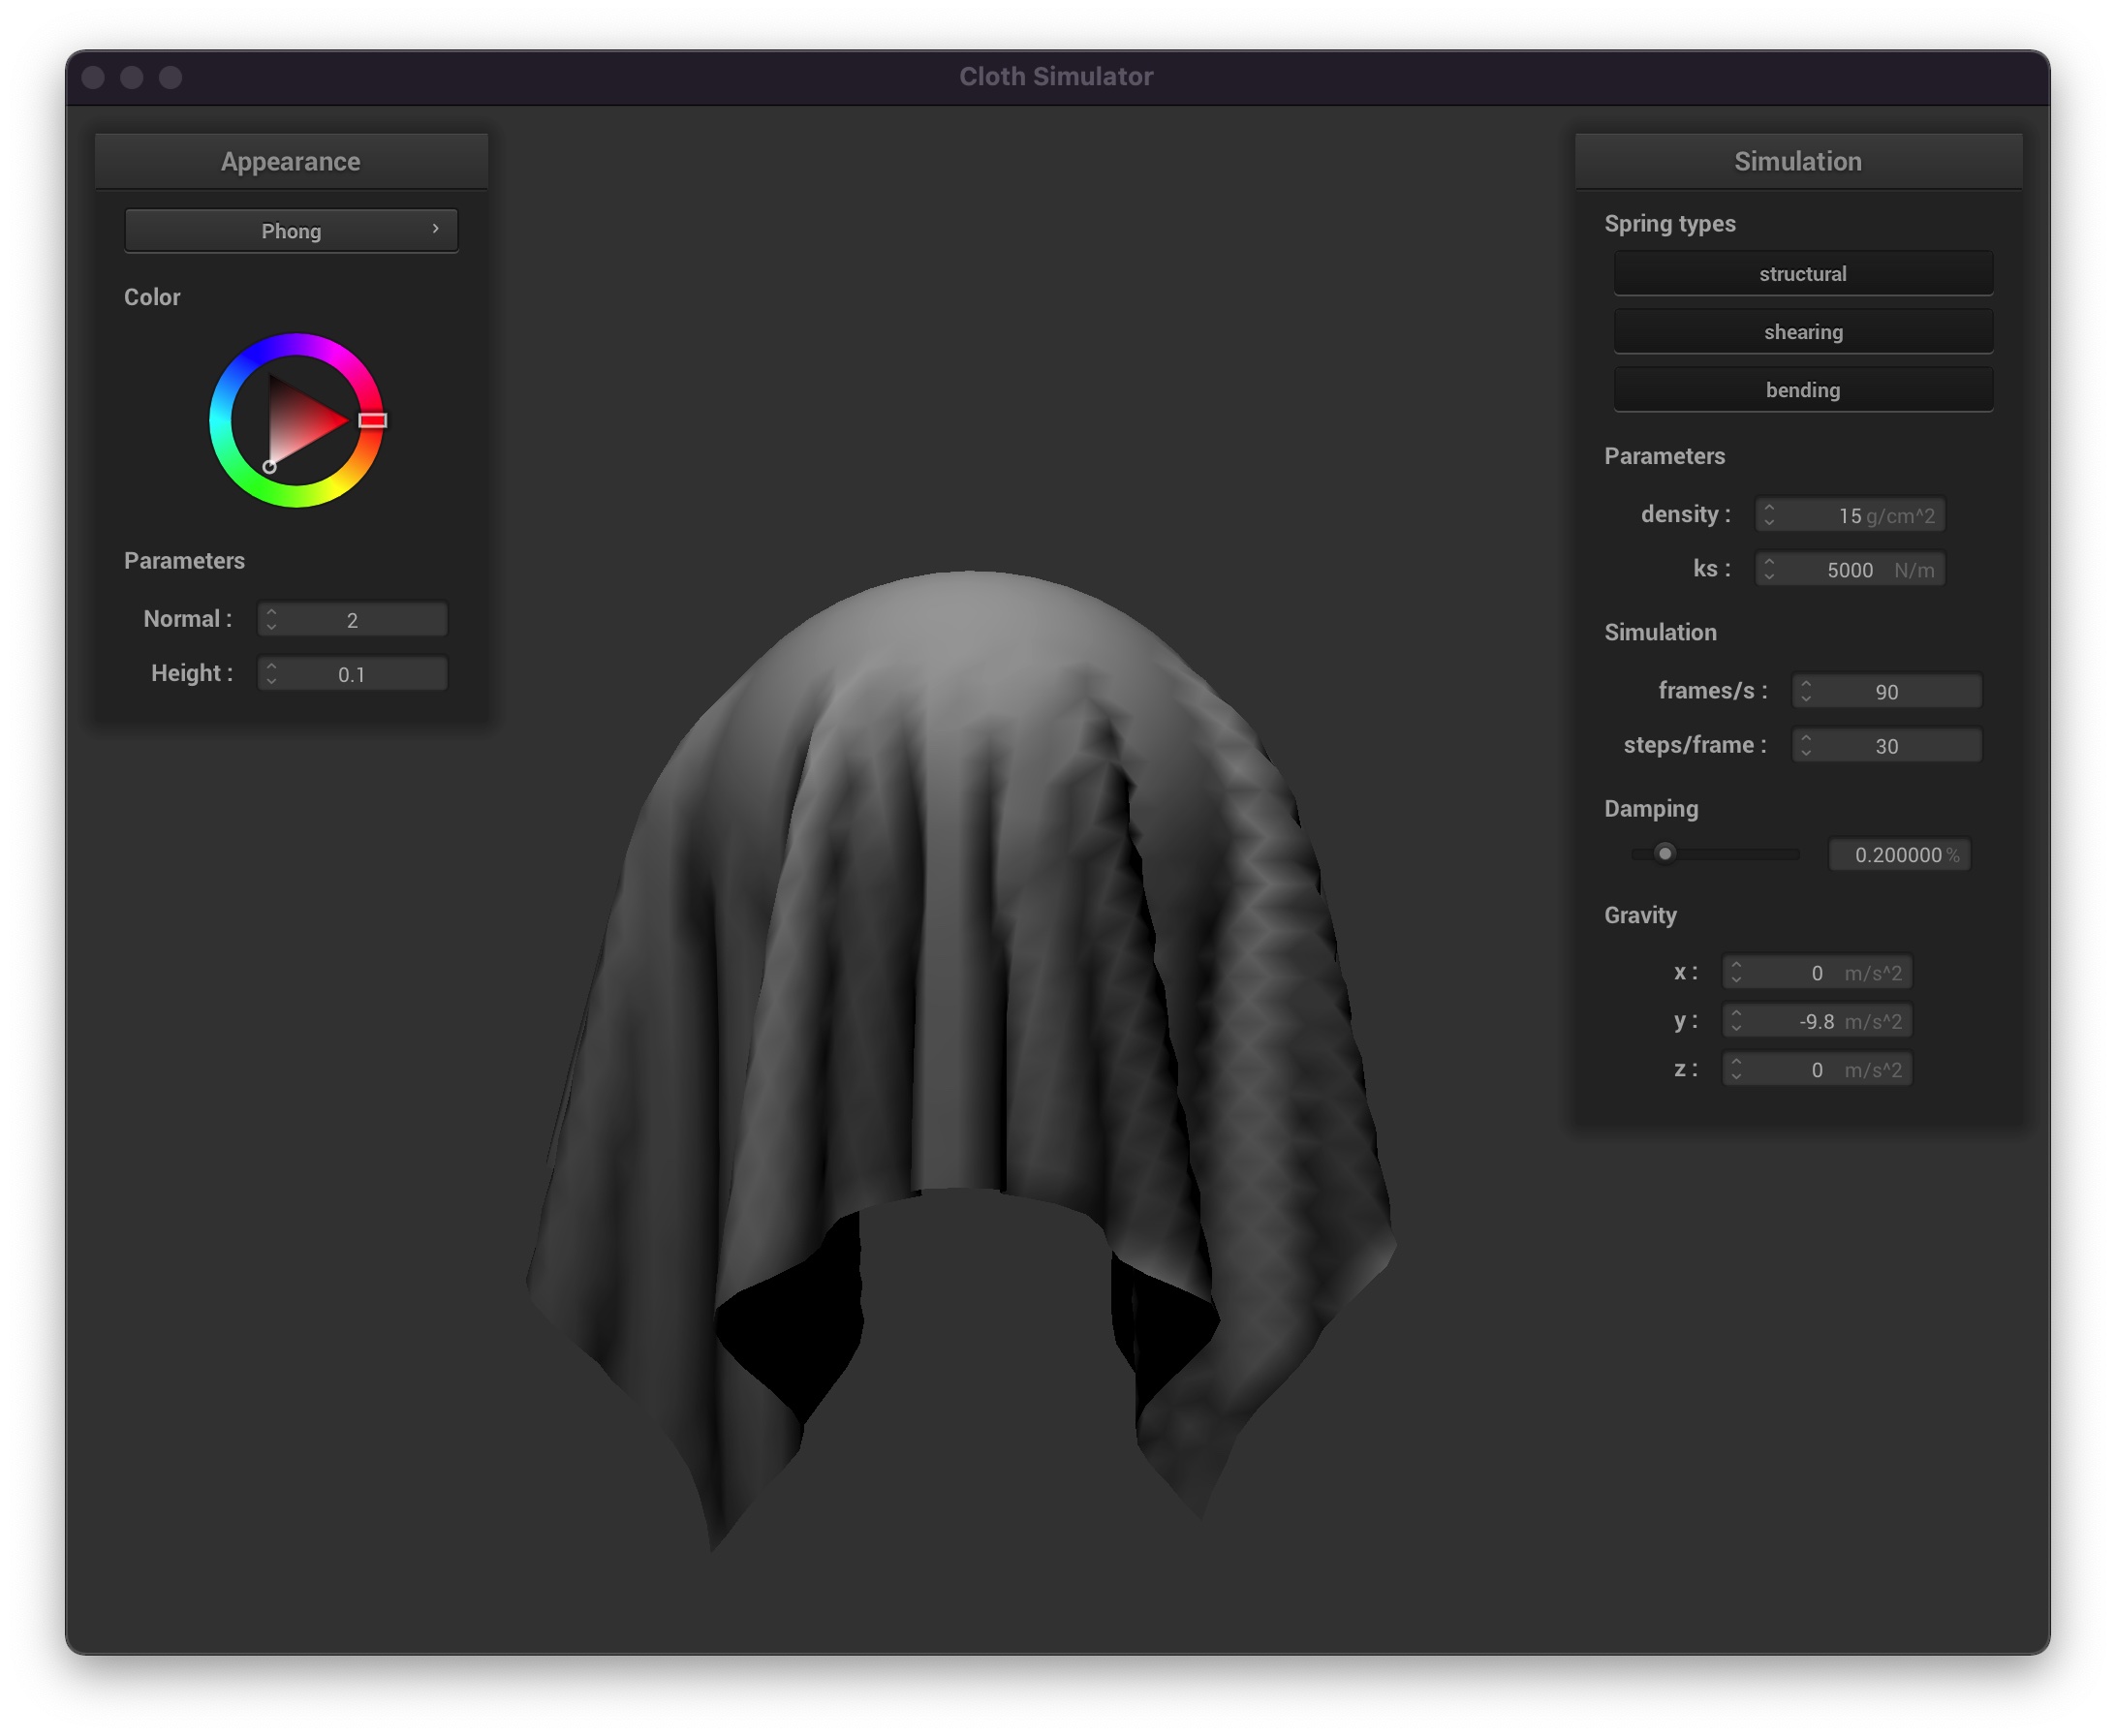 Cloth Simulator
Appearance
Phong
Color
Parameters
Normal : 2
Height : 0.1
Simulation
Spring types
structural
shearing
bending
Parameters
density : 15 g/cm^2
ks : 5000 N/m
Simulation
frames/s : 90
steps/frame : 30
Damping
0.200000 %
Gravity
x : 0 m/s^2
y : -9.8 m/s^2
z : 0 m/s^2